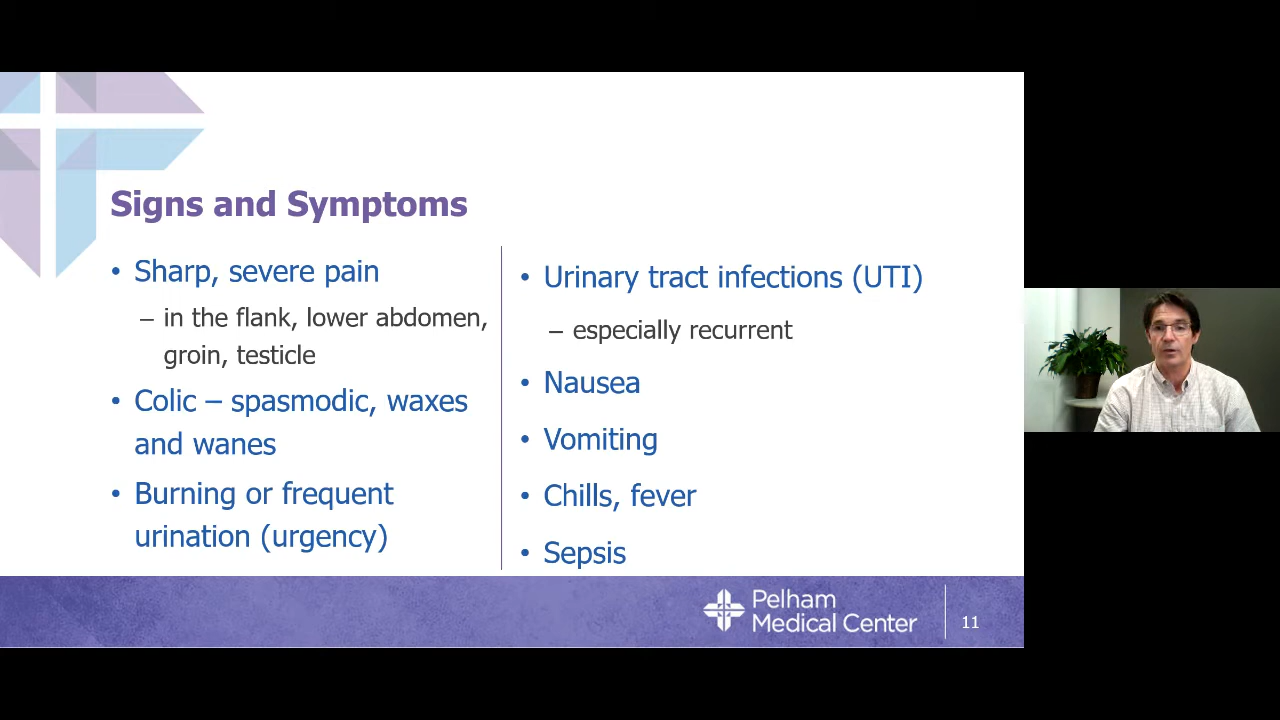 Signs and Symptoms
• Sharp, severe pain
– in the flank, lower abdomen,
groin, testicle
• Colic – spasmodic, waxes
and wanes
• Burning or frequent
urination (urgency)
• Urinary tract infections (UTI)
– especially recurrent
• Nausea
• Vomiting
• Chills, fever
• Sepsis
Pelham
Medical Center
11